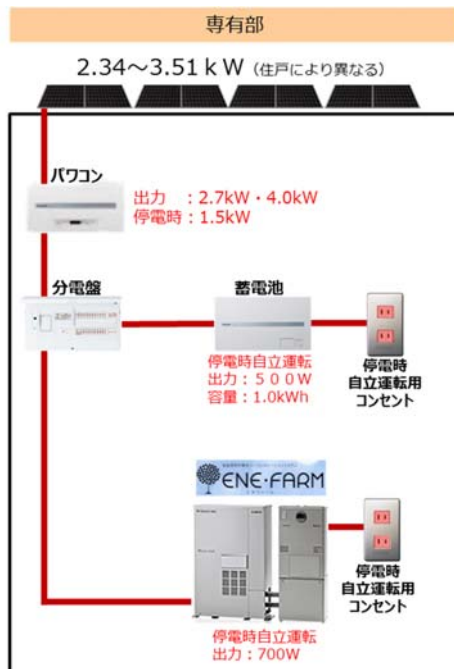 専有部
2.34～3.51ｋＷ（住戸により異なる）
パワコン
出力　：2.7kW・4.0kW
停電時：1.5kW
分電盤
蓄電池
停電時自立運転
出力：５００Ｗ
容量：1.0kWh
停電時
自立運転用
コンセント
ENE・FARM
停電時
自立運転用
コンセント
停電時自立運転
出力：700W